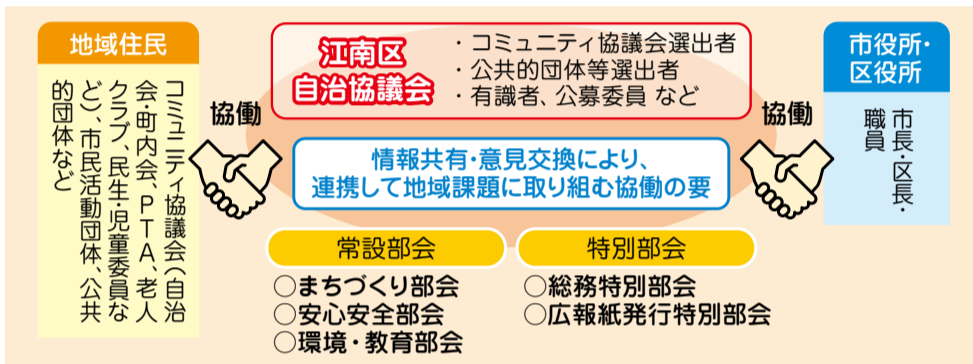 地域住民
コミュニティ協議会(自治
会・町内会、PTA、老人
クラブ、民生・児童委員な
ど)、市民活動団体、公共
的団体など
協働
江南区
自治協議会
・コミュニティ協議会選出者
・公共的団体等選出者
・有識者、公募委員 など
情報共有・意見交換により、
連携して地域課題に取り組む協働の要
協働
市役所・
区役所
市長・区長・
職員
常設部会
○まちづくり部会
○安心安全部会
○環境・教育部会
特別部会
○総務特別部会
○広報紙発行特別部会